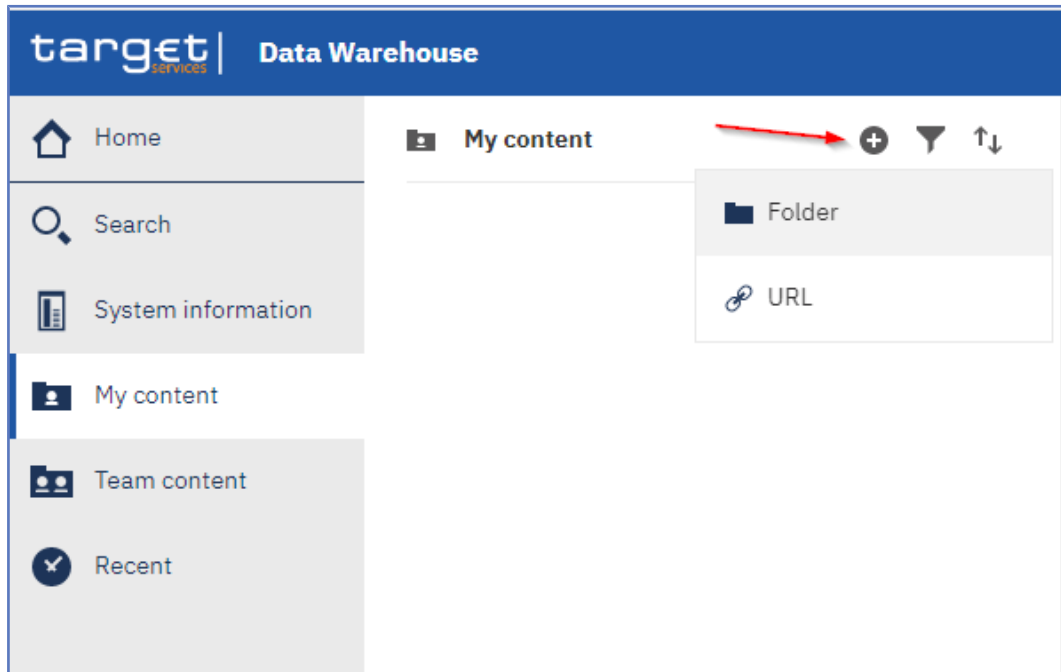 target
services
Data Warehouse
Home
Search
System information
My content
Team content
Recent
My content
Folder
URL